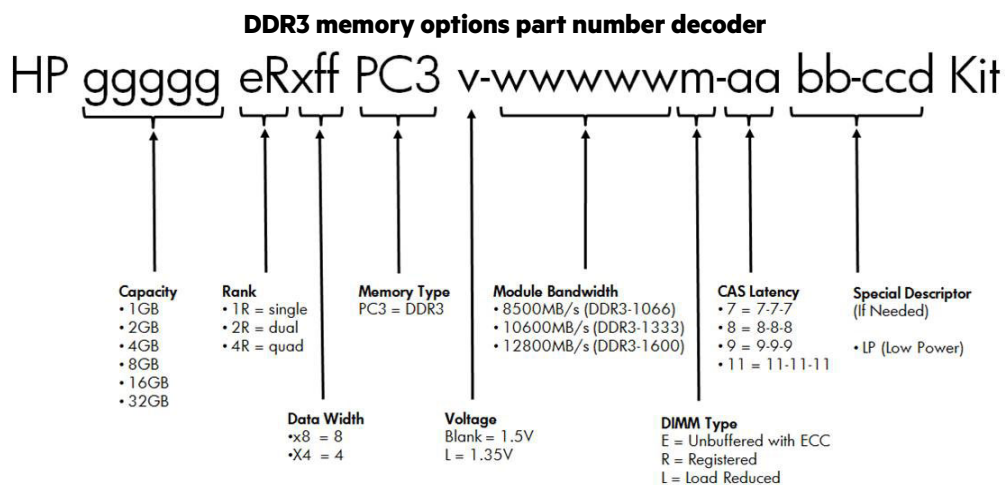 DDR3 memory options part number decoder
HP ggggg eRxff PC3 v-wwwwwm-aa bb-ccd Kit
Capacity
• 1GB
• 2GB
• 4GB
• 8GB
• 16GB
• 32GB
Rank
• 1R = single
• 2R = dual
• 4R = quad
Memory Type
PC3 = DDR3
Module Bandwidth
• 8500MB/s (DDR3-1066)
• 10600MB/s (DDR3-1333)
• 12800MB/s (DDR3-1600)
CAS Latency
• 7 = 7-7-7
• 8 = 8-8-8
• 9 = 9-9-9
• 11 = 11-11-11
Special Descriptor
(If Needed)
• LP (Low Power)
Data Width
•x8 = 8
•X4 = 4
Voltage
Blank = 1.5V
L = 1.35V
DIMM Type
E = Unbuffered with ECC
R = Registered
L = Load Reduced